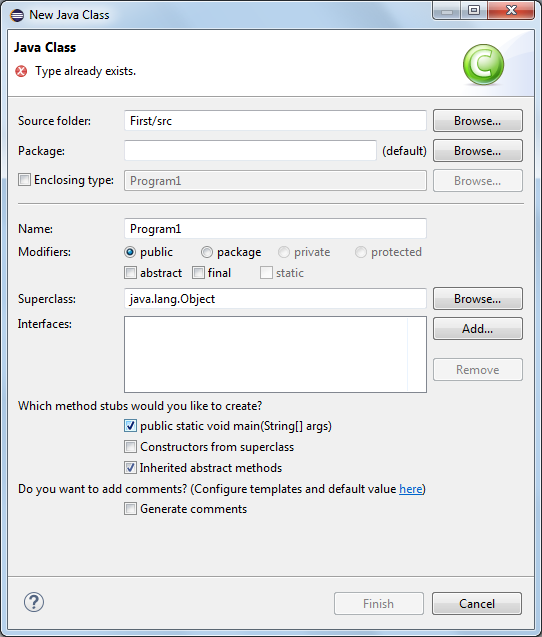 New Java Class
Java Class
Type already exists.
Source folder: First/src Browse...
Package: (default) Browse...
Enclosing type: Program1 Browse...
Name: Program1
Modifiers: public package private protected
abstract final static
Superclass: java.lang.Object Browse...
Interfaces: Add...
Remove
Which method stubs would you like to create?
public static void main(String[] args)
Constructors from superclass
Inherited abstract methods
Do you want to add comments? (Configure templates and default value here)
Generate comments
? Finish Cancel